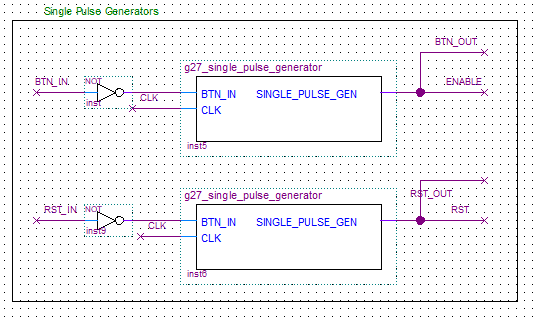 Single Pulse Generators
BTN_OUT
g27_single_pulse_generator
BTN_IN
NOT
ENABLE
CLK
BTN_IN
SINGLE_PULSE_GEN
inst
CLK
inst5
g27_single_pulse_generator
RST_OUT
RST_IN
NOT
RST
CLK
BTN_IN
SINGLE_PULSE_GEN
inst9
CLK
inst6